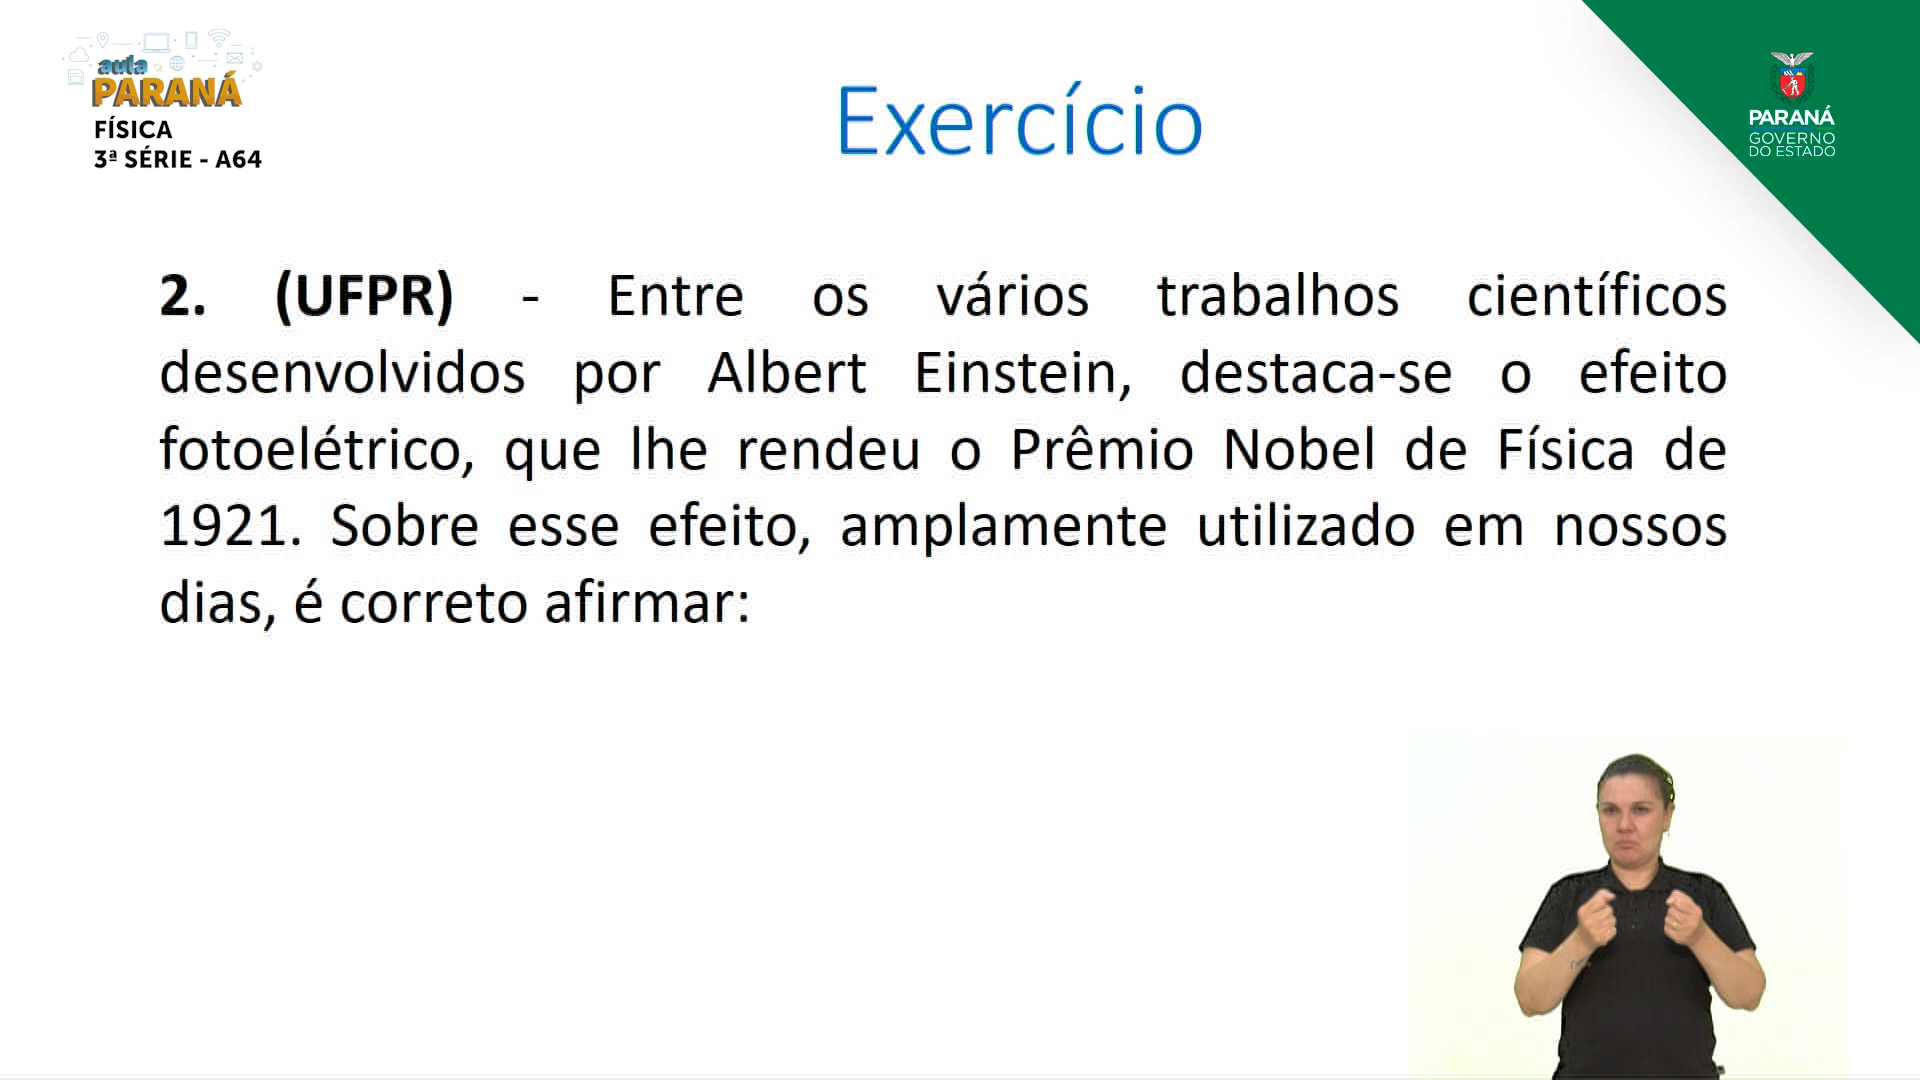 aula
PARANÁ
FÍSICA
3ª SÉRIE - A64
Exercício
PARANÁ
GOVERNO
DO ESTADO
2. (UFPR) - Entre os vários trabalhos científicos
desenvolvidos por Albert Einstein, destaca-se o efeito
fotoelétrico, que lhe rendeu o Prêmio Nobel de Física de
1921. Sobre esse efeito, amplamente utilizado em nossos
dias, é correto afirmar: